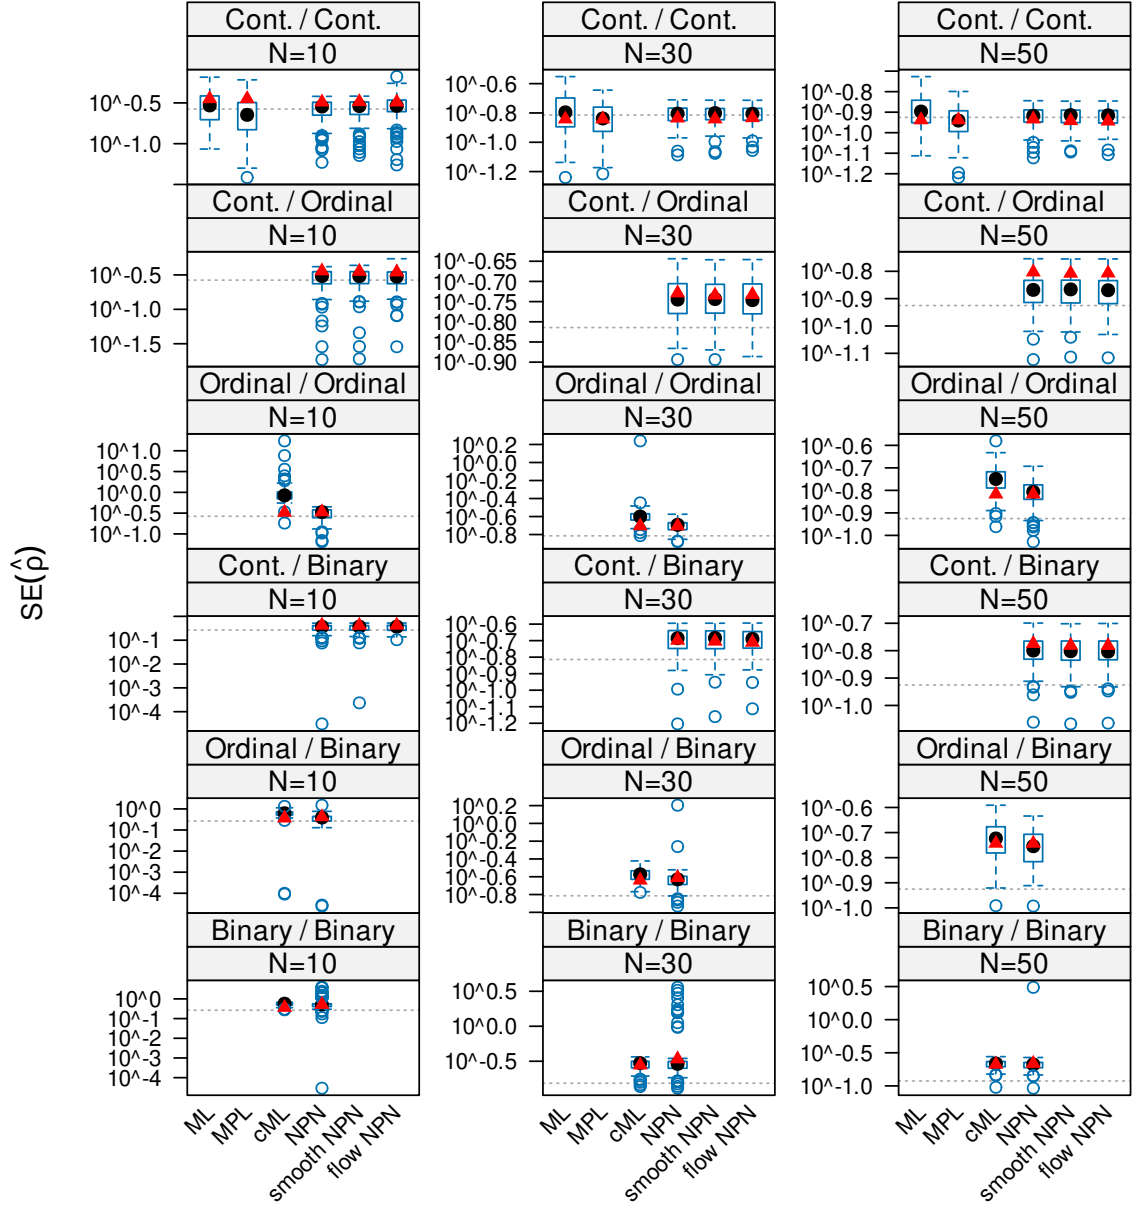 SE(ρ̂)
Cont. / Cont.
N=10
10^-0.5
10^-1.0
Cont. / Cont.
N=30
10^-0.6
10^-0.8
10^-1.0
10^-1.2
Cont. / Cont.
N=50
10^-0.8
10^-0.9
10^-1.0
10^-1.1
10^-1.2
Cont. / Ordinal
N=10
10^-0.5
10^-1.0
10^-1.5
Cont. / Ordinal
N=30
10^-0.65
10^-0.70
10^-0.75
10^-0.80
10^-0.85
10^-0.90
Cont. / Ordinal
N=50
10^-0.8
10^-0.9
10^-1.0
10^-1.1
Ordinal / Ordinal
N=10
10^1.0
10^0.5
10^0.0
10^-0.5
10^-1.0
Ordinal / Ordinal
N=30
10^0.2
10^0.0
10^-0.2
10^-0.4
10^-0.6
10^-0.8
Ordinal / Ordinal
N=50
10^-0.6
10^-0.7
10^-0.8
10^-0.9
10^-1.0
Cont. / Binary
N=10
10^-1
10^-2
10^-3
10^-4
Cont. / Binary
N=30
10^-0.6
10^-0.7
10^-0.8
10^-0.9
10^-1.0
10^-1.1
10^-1.2
Cont. / Binary
N=50
10^-0.7
10^-0.8
10^-0.9
10^-1.0
Ordinal / Binary
N=10
10^0
10^-1
10^-2
10^-3
10^-4
Ordinal / Binary
N=30
10^0.2
10^0.0
10^-0.2
10^-0.4
10^-0.6
10^-0.8
Ordinal / Binary
N=50
10^-0.6
10^-0.7
10^-0.8
10^-0.9
10^-1.0
Binary / Binary
N=10
10^0
10^-1
10^-2
10^-3
10^-4
Binary / Binary
N=30
10^0.5
10^0.0
10^-0.5
Binary / Binary
N=50
10^0.5
10^0.0
10^-0.5
10^-1.0
ML
MPL
cML
NPN
smooth NPN
flow NPN
ML
MPL
cML
NPN
smooth NPN
flow NPN
ML
MPL
cML
NPN
smooth NPN
flow NPN